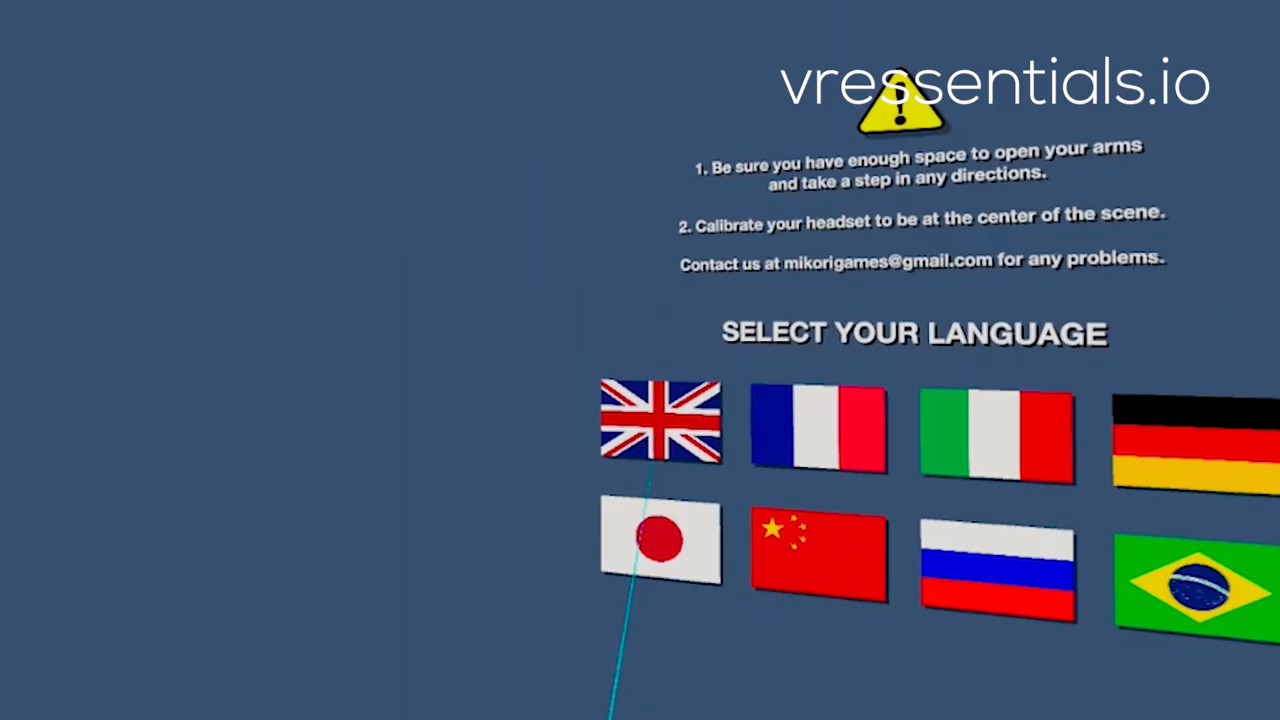 vressentials.io
1. Be sure you have enough space to open your arms
and take a step in any directions.
2. Calibrate your headset to be at the center of the scene.
Contact us at mikorigames@gmail.com for any problems.
SELECT YOUR LANGUAGE